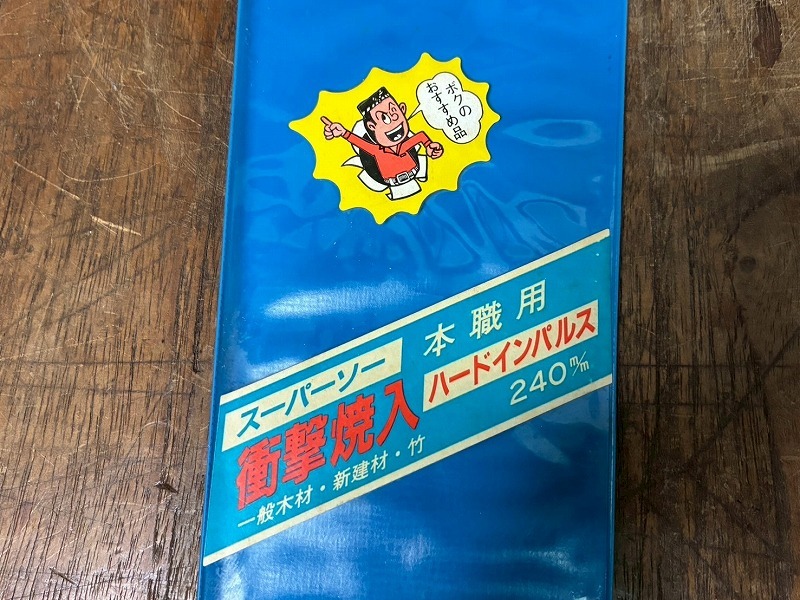 ボクの
おすすめ品
本職用
スーパーソー
ハードインパルス
衝撃焼入
240m/m
一般木材・新建材・竹